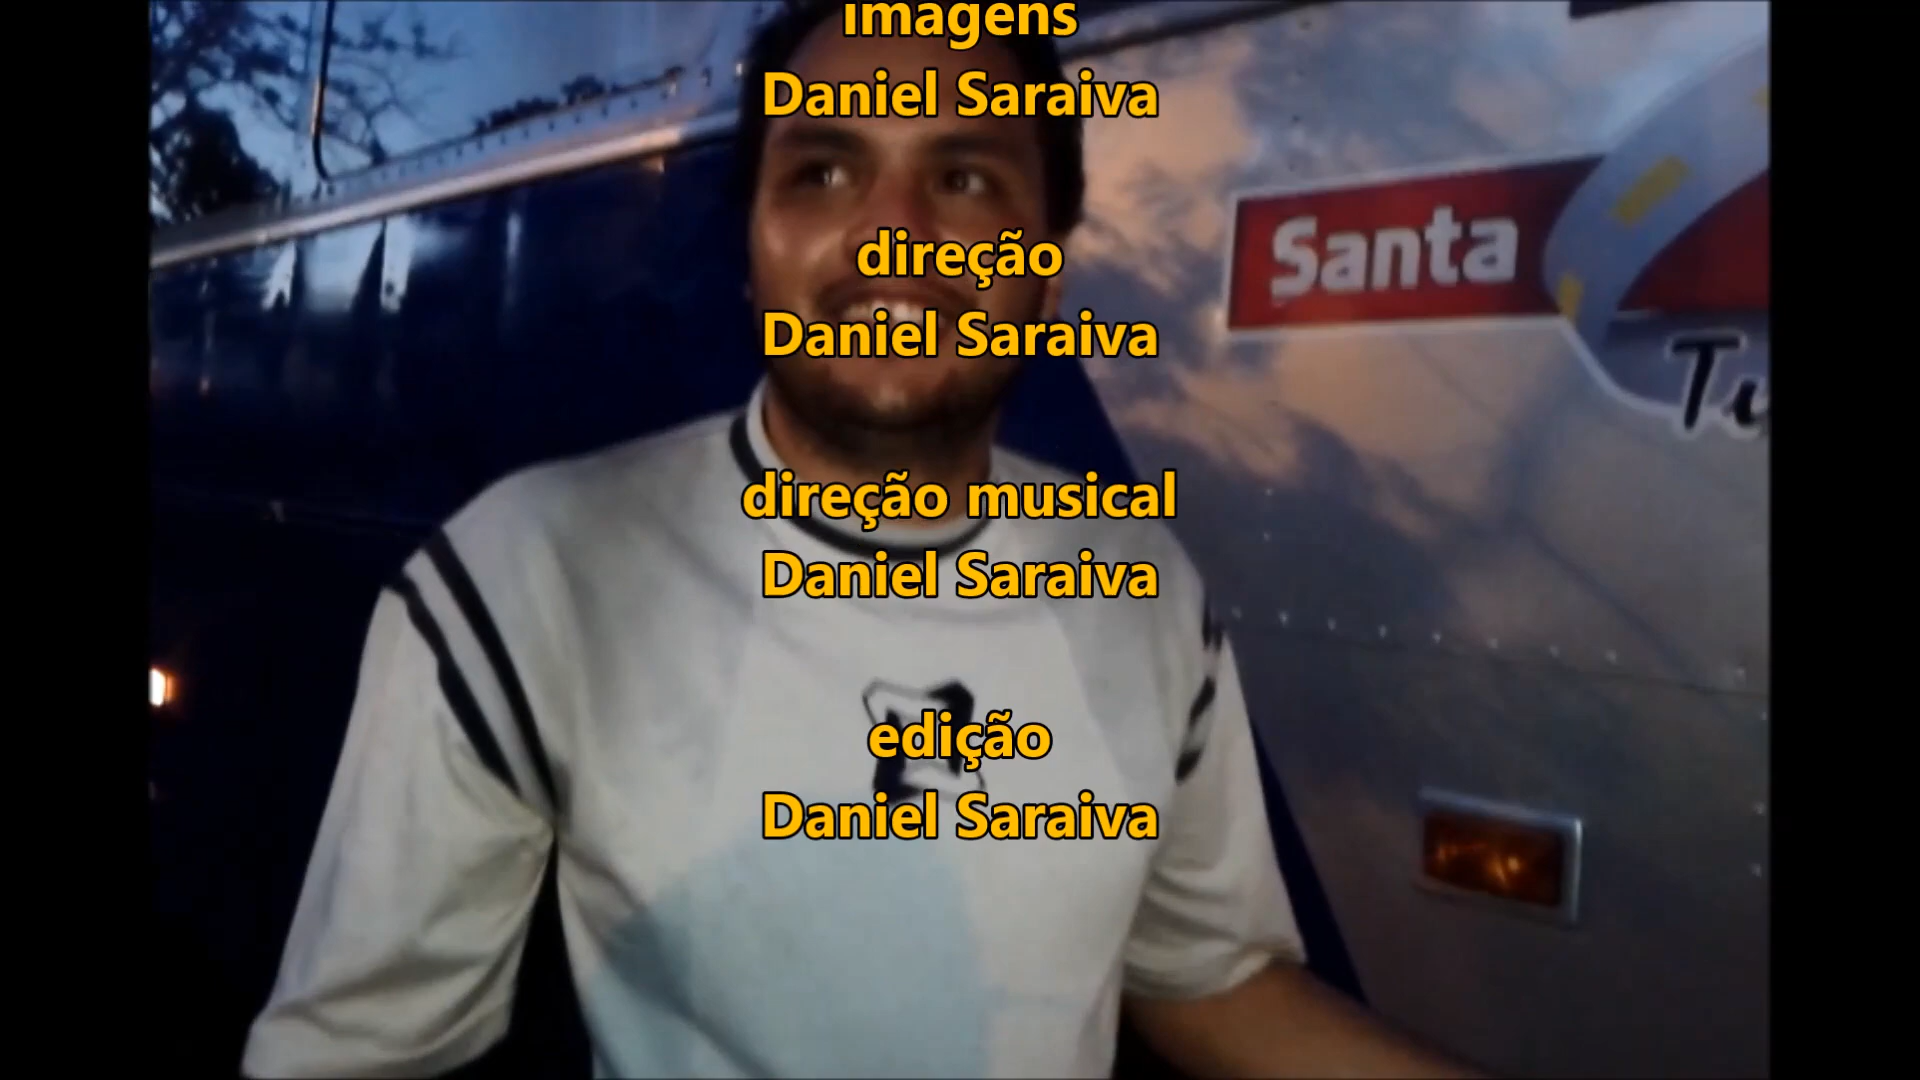 imagens
Daniel Saraiva
direção
Daniel Saraiva
Santa
direção musical
Daniel Saraiva
edição
Daniel Saraiva